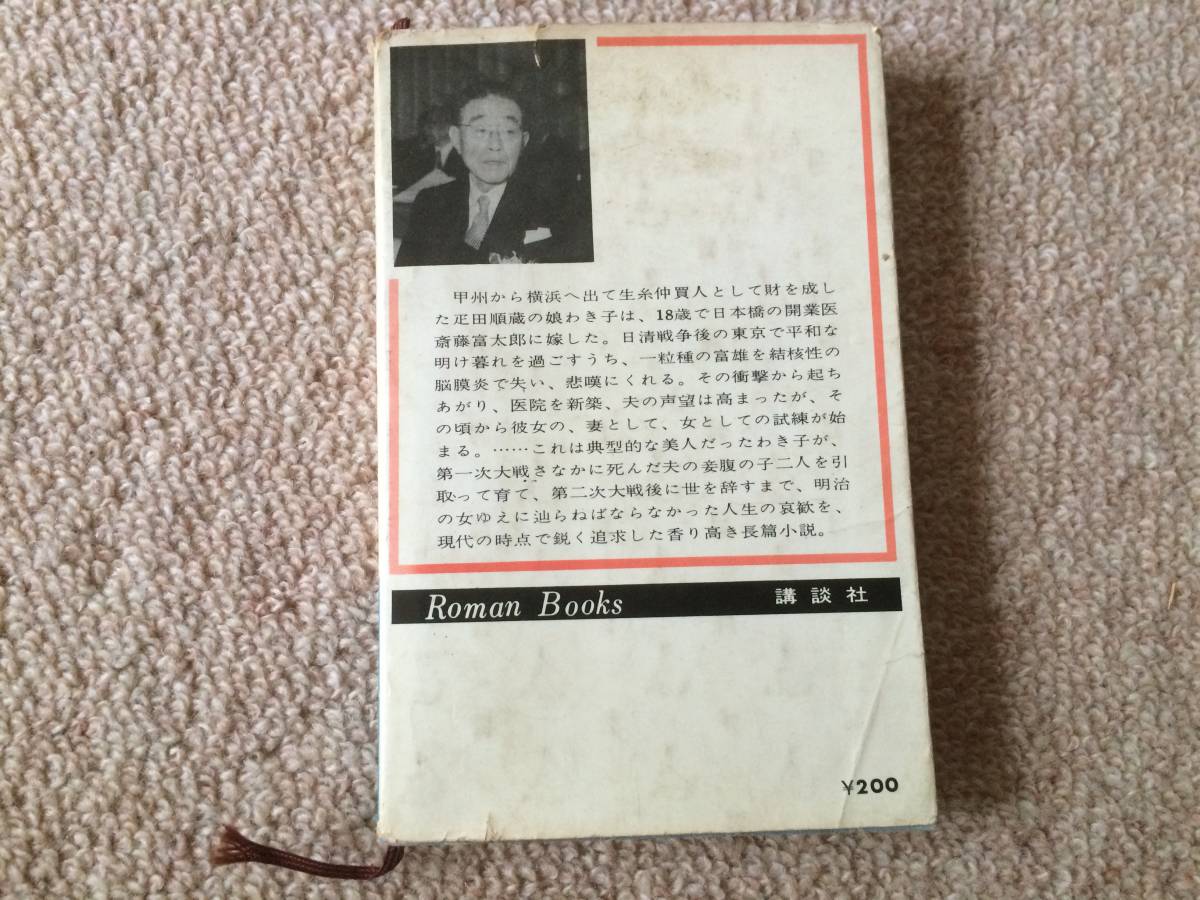 甲州から横浜へ出て生糸仲買人として財を成し
た疋田順蔵の娘わき子は、18歳で日本橋の開業医
斎藤富太郎に嫁した。日清戦争後の東京で平和な
明け暮れを過ごすうち、一粒種の富雄を結核性の
脳膜炎で失い、悲嘆にくれる。その衝撃から起ち
あがり、医院を新築、夫の声望は高まったが、そ
の頃から彼女の、妻として、女としての試練が始
まる。……これは典型的な美人だったわき子が、
第一次大戦さなかに死んだ夫の妾腹の子二人を引
取って育て、第二次大戦後に世を辞すまで、明治
の女ゆえに辿らねばならなかった人生の哀歓を、
現代の時点で鋭く追求した香り高き長篇小説。
Roman Books 講談社
¥200